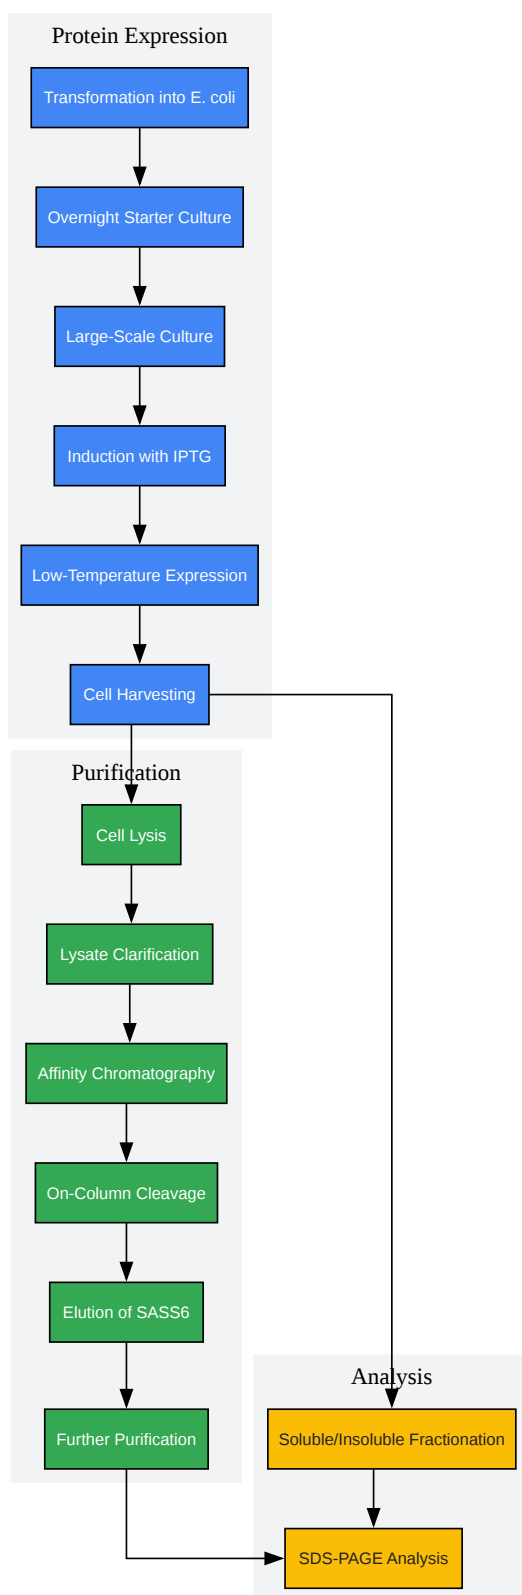 Protein Expression
Transformation into E. coli
Overnight Starter Culture
Large-Scale Culture
Induction with IPTG
Low-Temperature Expression
Cell Harvesting
Purification
Cell Lysis
Lysate Clarification
Affinity Chromatography
On-Column Cleavage
Elution of SASS6
Further Purification
Analysis
Soluble/Insoluble Fractionation
SDS-PAGE Analysis